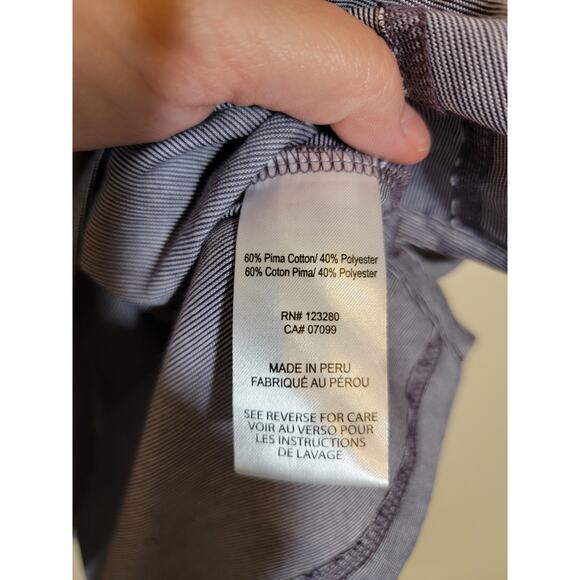 60% Pima Cotton/ 40% Polyester
60% Coton Pima/ 40% Polyester
RN# 123280
CA# 07099
MADE IN PERU
FABRIQUÉ AU PÉROU
SEE REVERSE FOR CARE
VOIR AU VERSO POUR
LES INSTRUCTIONS
DE LAVAGE